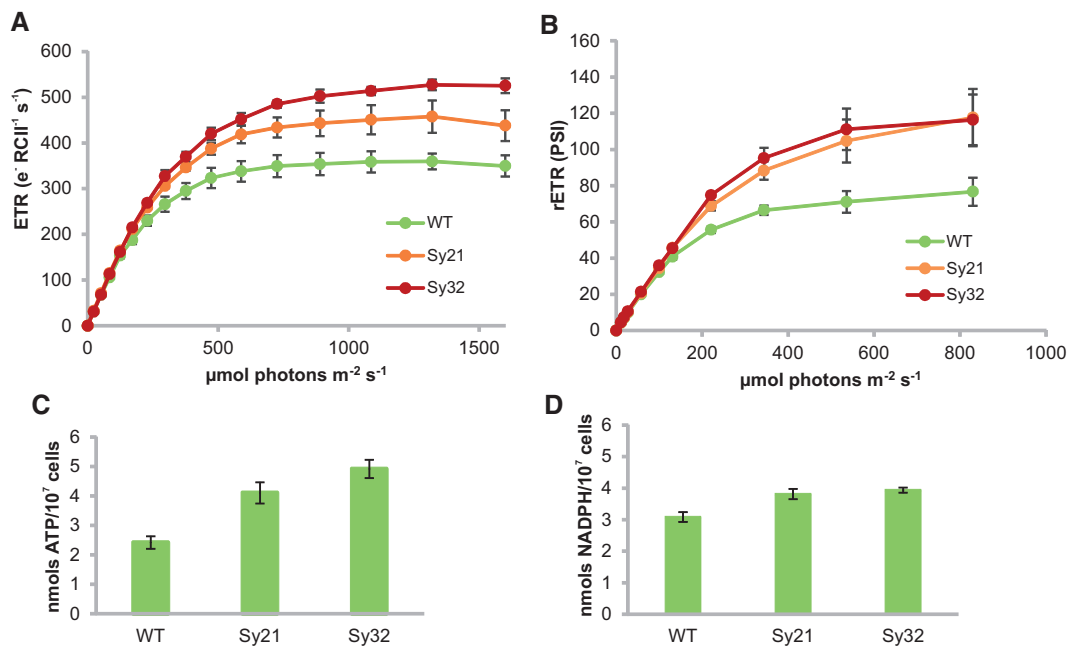 A
600
500
400
300
200
100
0
ETR (e⁻ RCII⁻¹ s⁻¹)
WT
Sy21
Sy32
0
500
1000
1500
µmol photons m⁻² s⁻¹
B
160
140
120
100
80
60
40
20
0
rETR (PSI)
WT
Sy21
Sy32
0
200
400
600
800
1000
µmol photons m⁻² s⁻¹
C
6
5
4
3
2
1
0
nmols ATP/10⁷ cells
WT
Sy21
Sy32
D
6
5
4
3
2
1
0
nmols NADPH/10⁷ cells
WT
Sy21
Sy32